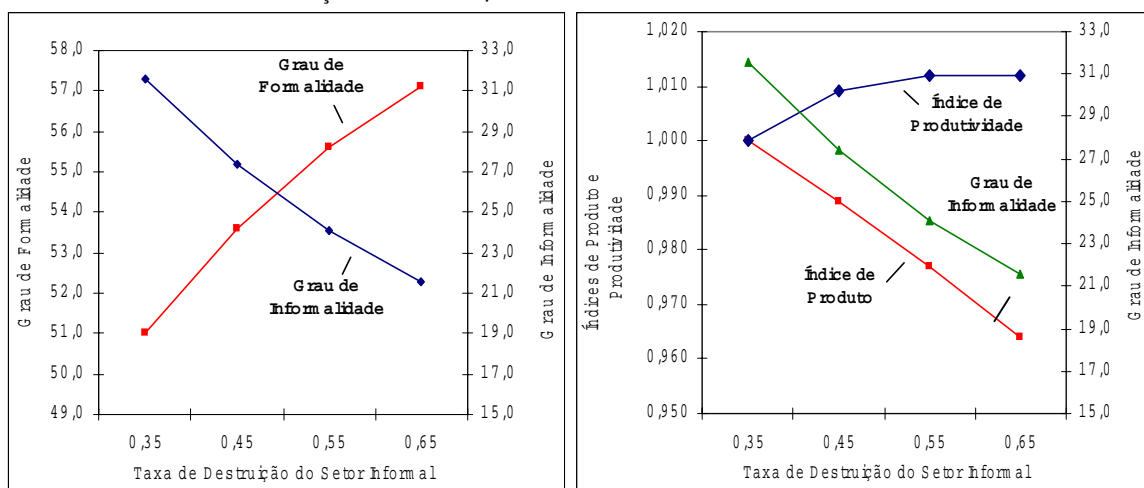 58,0
57,0
56,0
55,0
54,0
53,0
52,0
51,0
50,0
49,0
Grau de Formalidade
33,0
31,0
29,0
27,0
25,0
23,0
21,0
19,0
17,0
15,0
Grau de Informalidade
Grau de
Formalidade
Grau de
Informalidade
0,35 0,45 0,55 0,65
Taxa de Destruição do Setor Informal
1,020
1,010
1,000
0,990
0,980
0,970
0,960
0,950
Índices de Produto e
Produtividade
33,0
31,0
29,0
27,0
25,0
23,0
21,0
19,0
17,0
15,0
Grau de Informalidade
Índice de
Produtividade
Grau de
Informalidade
Índice de
Produto
0,35 0,45 0,55 0,65
Taxa de Destruição do Setor Informal